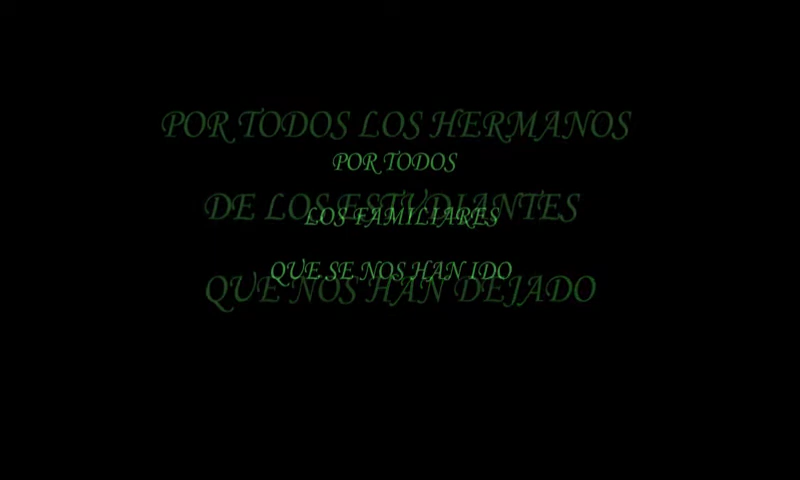 POR TODOS LOS HERMANOS
POR TODOS
DE LOS ESTUDIANTES
LOS FAMILIARES
QUE SE NOS HAN IDO
QUE NOS HAN DEJADO